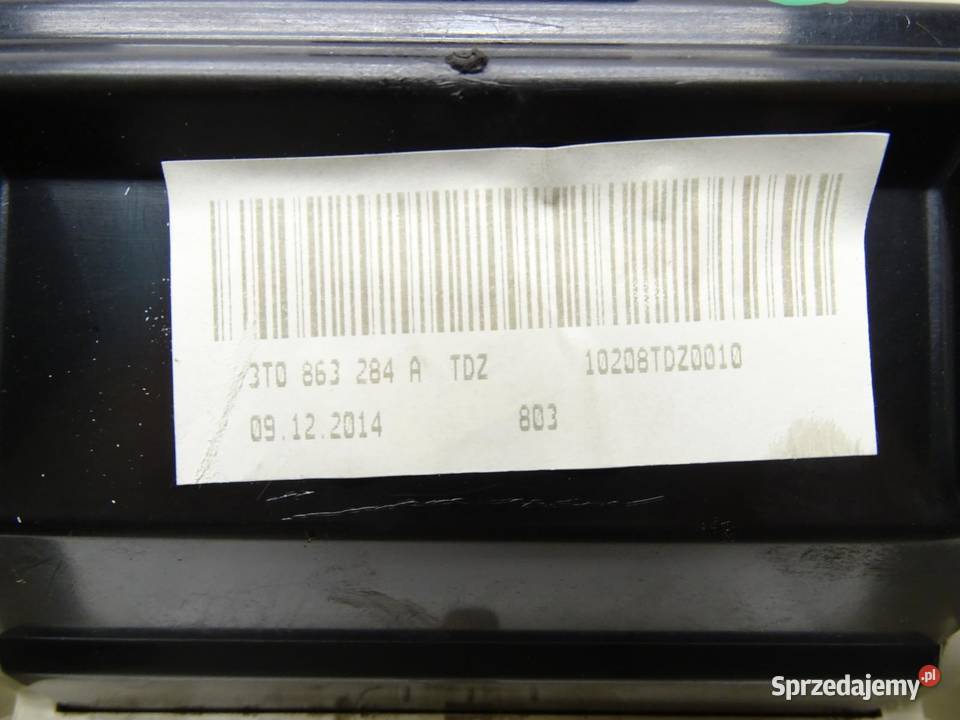 3T0 863 284 A TDZ 10208TDZ0010
09.12.2014 803
Sprzedajemy.pl